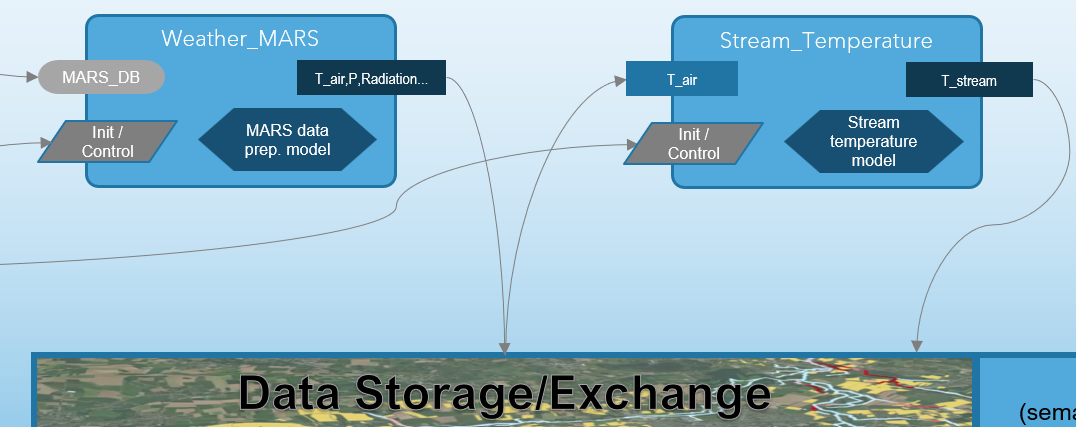 Weather_MARS
MARS_DB
T_air,P,Radiation...
Init /
Control
MARS data
prep. model
Stream_Temperature
T_air
T_stream
Init /
Control
Stream
temperature
model
Data Storage/Exchange
(sema